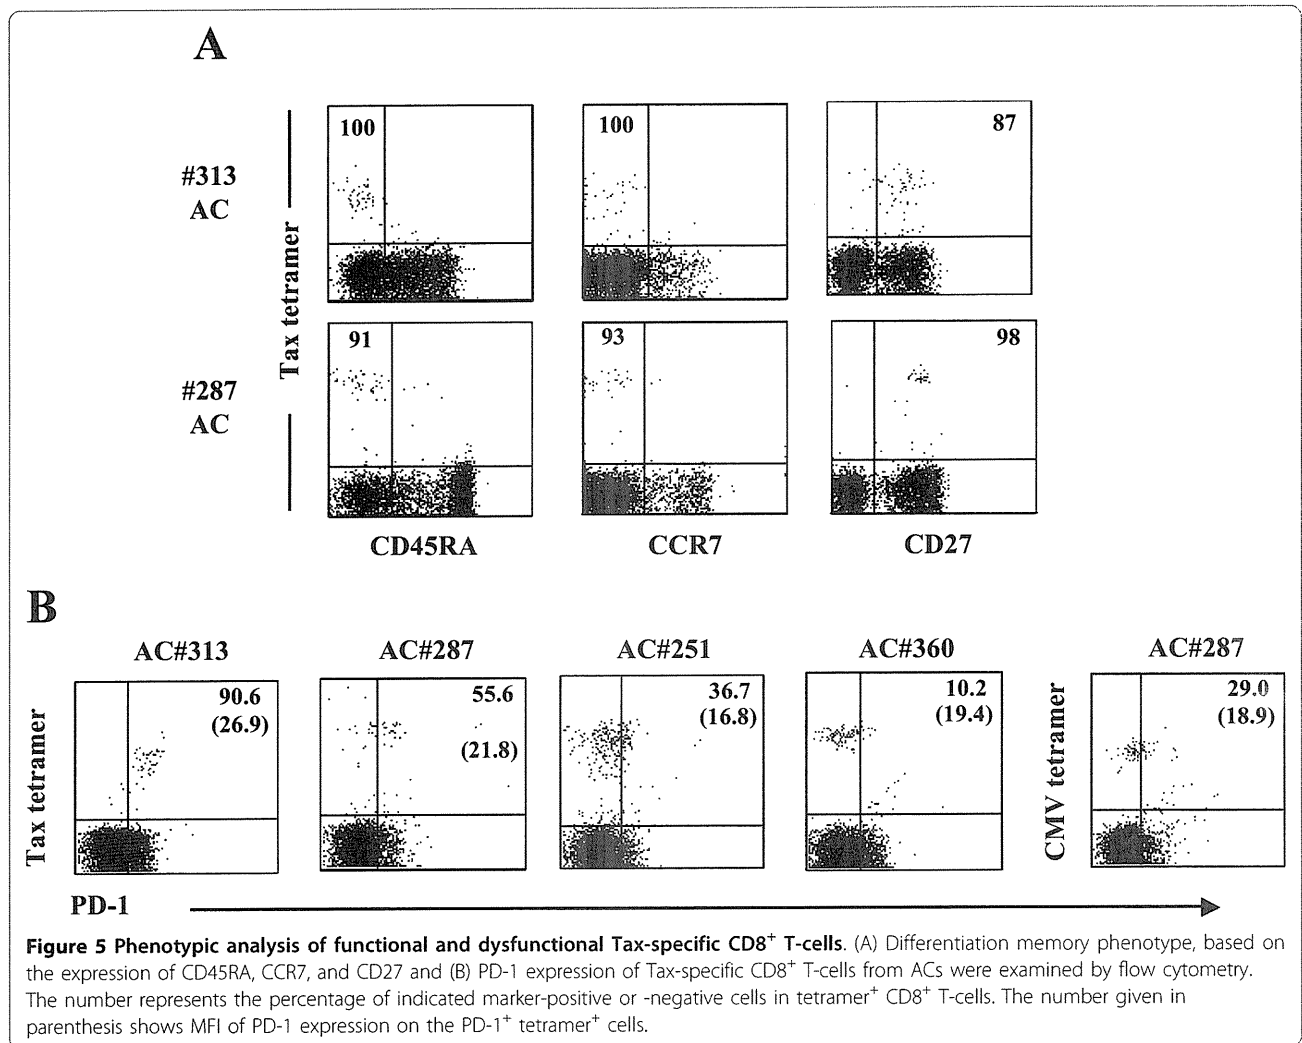 A
100
100
87
#313
AC
Tax tetramer
91
93
98
#287
AC
CD45RA
CCR7
CD27
B
AC#313
AC#287
AC#251
AC#360
AC#287
Tax tetramer
90.6
(26.9)
55.6
(21.8)
36.7
(16.8)
10.2
(19.4)
CMV tetramer
29.0
(18.9)
PD-1
Figure 5 Phenotypic analysis of functional and dysfunctional Tax-specific CD8⁺ T-cells. (A) Differentiation memory phenotype, based on
the expression of CD45RA, CCR7, and CD27 and (B) PD-1 expression of Tax-specific CD8⁺ T-cells from ACs were examined by flow cytometry.
The number represents the percentage of indicated marker-positive or -negative cells in tetramer⁺ CD8⁺ T-cells. The number given in
parenthesis shows MFI of PD-1 expression on the PD-1⁺ tetramer⁺ cells.